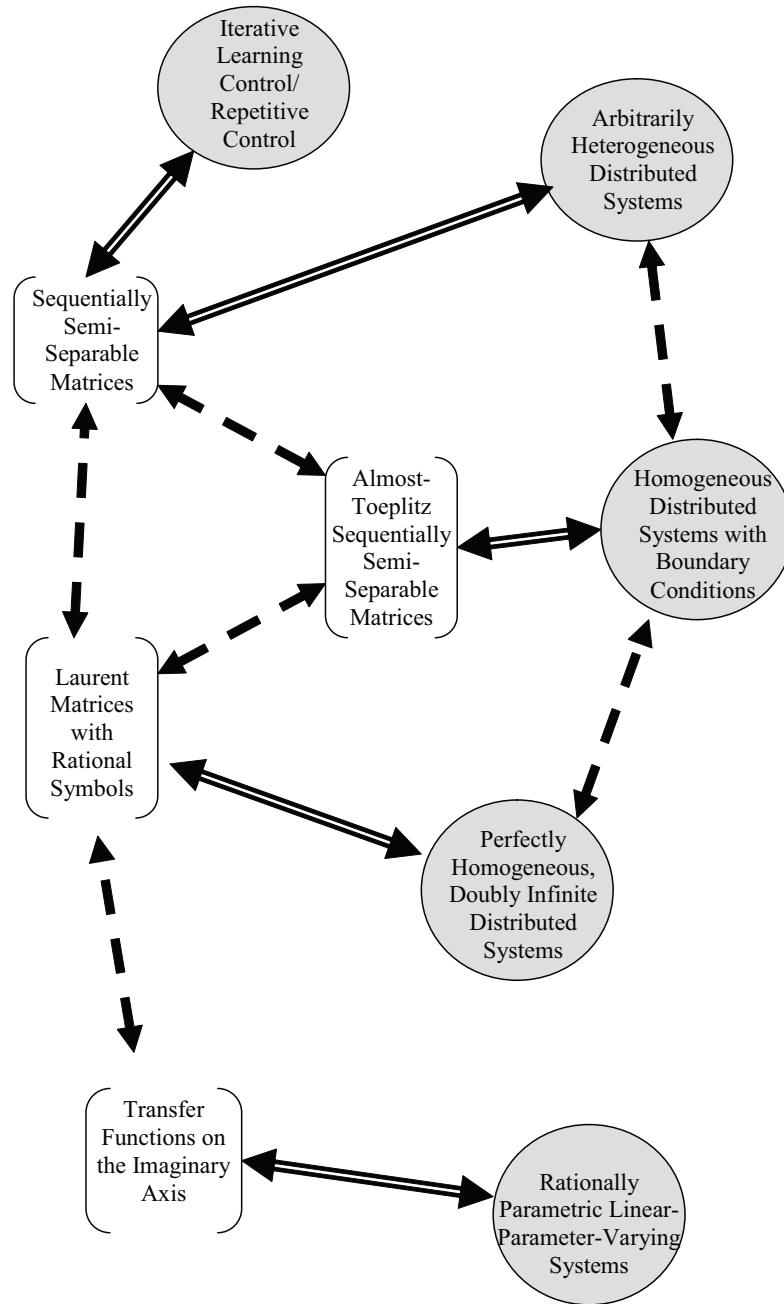 Iterative
Learning
Control/
Repetitive
Control
Arbitrarily
Heterogeneous
Distributed
Systems
Sequentially
Semi-
Separable
Matrices
Almost-
Toeplitz
Sequentially
Semi-
Separable
Matrices
Homogeneous
Distributed
Systems with
Boundary
Conditions
Laurent
Matrices
with
Rational
Symbols
Perfectly
Homogeneous,
Doubly Infinite
Distributed
Systems
Transfer
Functions on
the Imaginary
Axis
Rationally
Parametric Linear-
Parameter-Varying
Systems